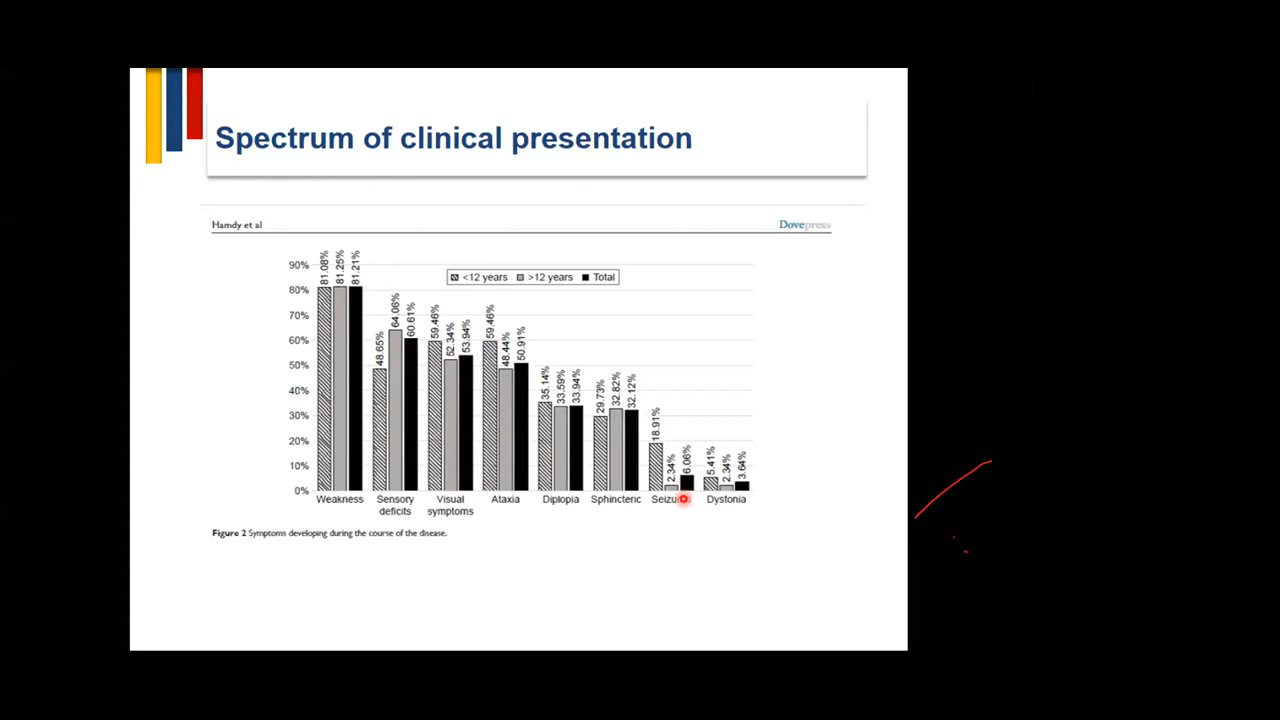 Spectrum of clinical presentation
Hamdy et al
Dovepress
<12 years >12 years Total
90%
80%
70%
60%
50%
40%
30%
20%
10%
0%
81.08% 81.25% 81.21%
48.65% 64.06% 60.61%
59.46% 52.34% 53.94%
59.46% 48.44% 50.91%
35.14% 33.59% 33.94%
29.73% 32.82% 32.12%
18.91% 2.34% 6.06%
5.41% 2.34% 3.64%
Weakness
Sensory
deficits
Visual
symptoms
Ataxia
Diplopia
Sphincteric
Dystonia
Figure 2 Symptoms developing during the course of the disease.